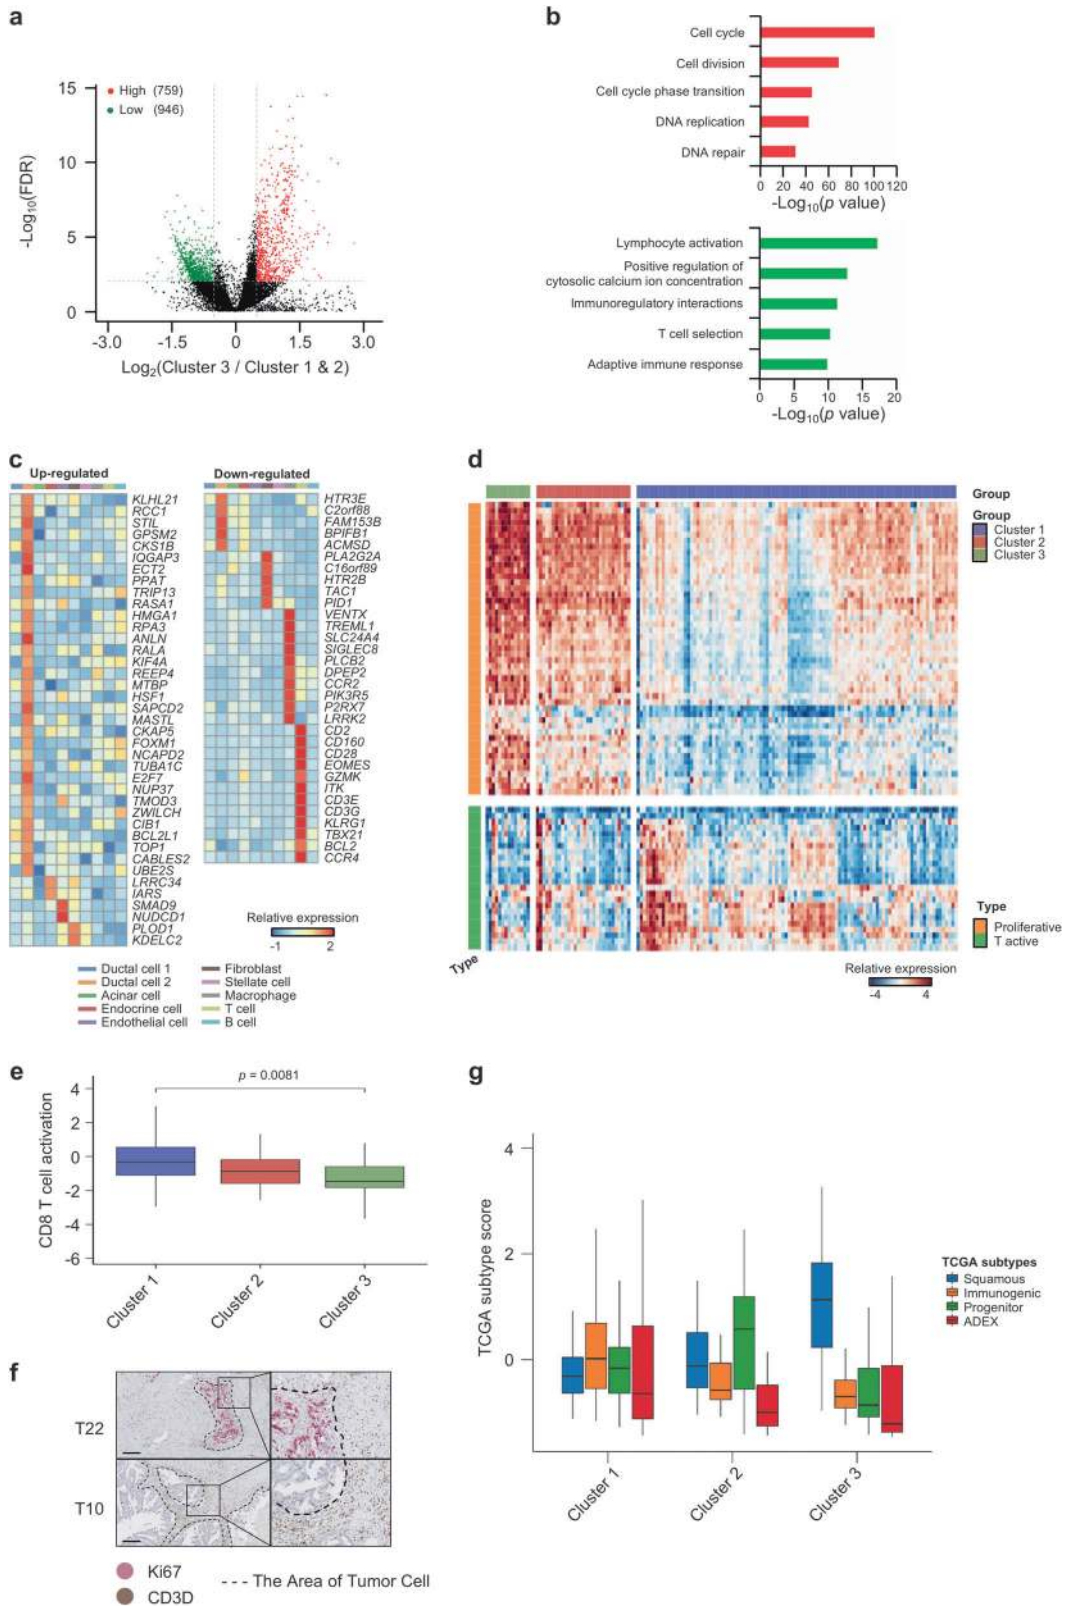 a
High (759)
Low (946)
15
10
5
0
-Log10(FDR)
-3.0 -1.5 0 1.5 3.0
Log2(Cluster 3 / Cluster 1 & 2)
b
Cell cycle
Cell division
Cell cycle phase transition
DNA replication
DNA repair
0 20 40 60 80 100 120
-Log10(p value)
Lymphocyte activation
Positive regulation of
cytosolic calcium ion concentration
Immunoregulatory interactions
T cell selection
Adaptive immune response
0 5 10 15 20
-Log10(p value)
c
Up-regulated
KLHL21
RCC1
STIL
GPSM2
CKS1B
IQGAP3
ECT2
PPAT
TRIP13
RASA1
HMGA1
RPA3
ANLN
RALA
KIF4A
REEP4
MTBP
HSF1
SAPCD2
MASTL
CKAP5
FOXM1
NCAPD2
TUBA1C
E2F7
NUP37
TMOD3
ZWILCH
CIB1
BCL2L1
TOP1
CABLES2
UBE2S
LRRC34
IARS
SMAD9
NUDCD1
PLOD1
KDELC2
Down-regulated
HTR3E
C2orf88
FAM153B
BPIFB1
ACMSD
PLA2G2A
C16orf89
HTR2B
TAC1
PID1
VENTX
TREML1
SLC24A4
SIGLEC8
PLCB2
DPEP2
CCR2
PIK3R5
P2RX7
LRRK2
CD2
CD160
CD28
EOMES
GZMK
ITK
CD3E
CD3G
KLRG1
TBX21
BCL2
CCR4
Relative expression
-1 2
Ductal cell 1
Ductal cell 2
Acinar cell
Endocrine cell
Endothelial cell
Fibroblast
Stellate cell
Macrophage
T cell
B cell
d
Group
Group
Cluster 1
Cluster 2
Cluster 3
Type
Type
Proliferative
T active
Relative expression
-4 4
e
CD8 T cell activation
4
2
0
-2
-4
-6
p = 0.0081
Cluster 1
Cluster 2
Cluster 3
f
T22
T10
Ki67
CD3D
--- The Area of Tumor Cell
g
TCGA subtype score
4
2
0
Cluster 1
Cluster 2
Cluster 3
TCGA subtypes
Squamous
Immunogenic
Progenitor
ADEX